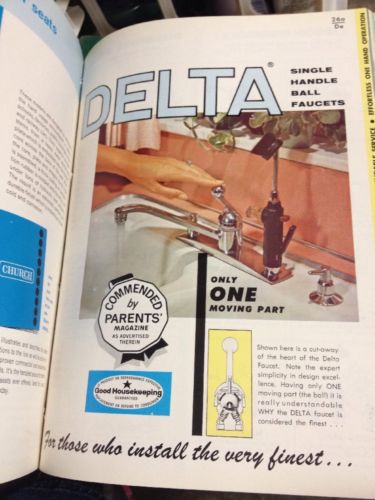 seats
CHURCH
26a
De
DELTA®
SINGLE
HANDLE
BALL
FAUCETS
EFFORTLESS ONE HAND OPERATION
COMMENDED
by
PARENTS'
MAGAZINE
AS ADVERTISED
THEREIN
Good Housekeeping
GUARANTEES
ONLY
ONE
MOVING PART
Shown here is a cut-away
of the heart of the Delta
Faucet. Note the expert
simplicity in design excel-
lence. Having only ONE
moving part (the ball) it is
really understandable
WHY the DELTA faucet is
considered the finest . . .
For those who install the very finest . . .